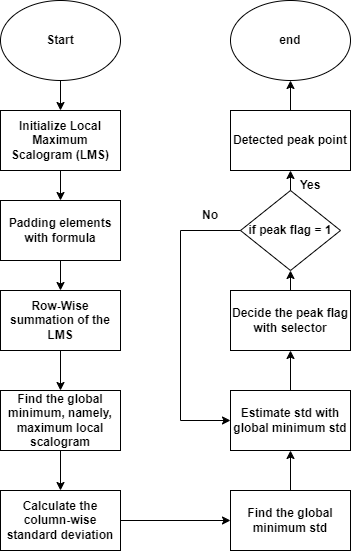 Start
Initialize Local
Maximum
Scalogram (LMS)
Padding elements
with formula
Row-Wise
summation of the
LMS
Find the global
minimum, namely,
maximum local
scalogram
Calculate the
column-wise
standard deviation
Find the global
minimum std
Estimate std with
global minimum std
Decide the peak flag
with selector
if peak flag = 1
No
Yes
Detected peak point
end